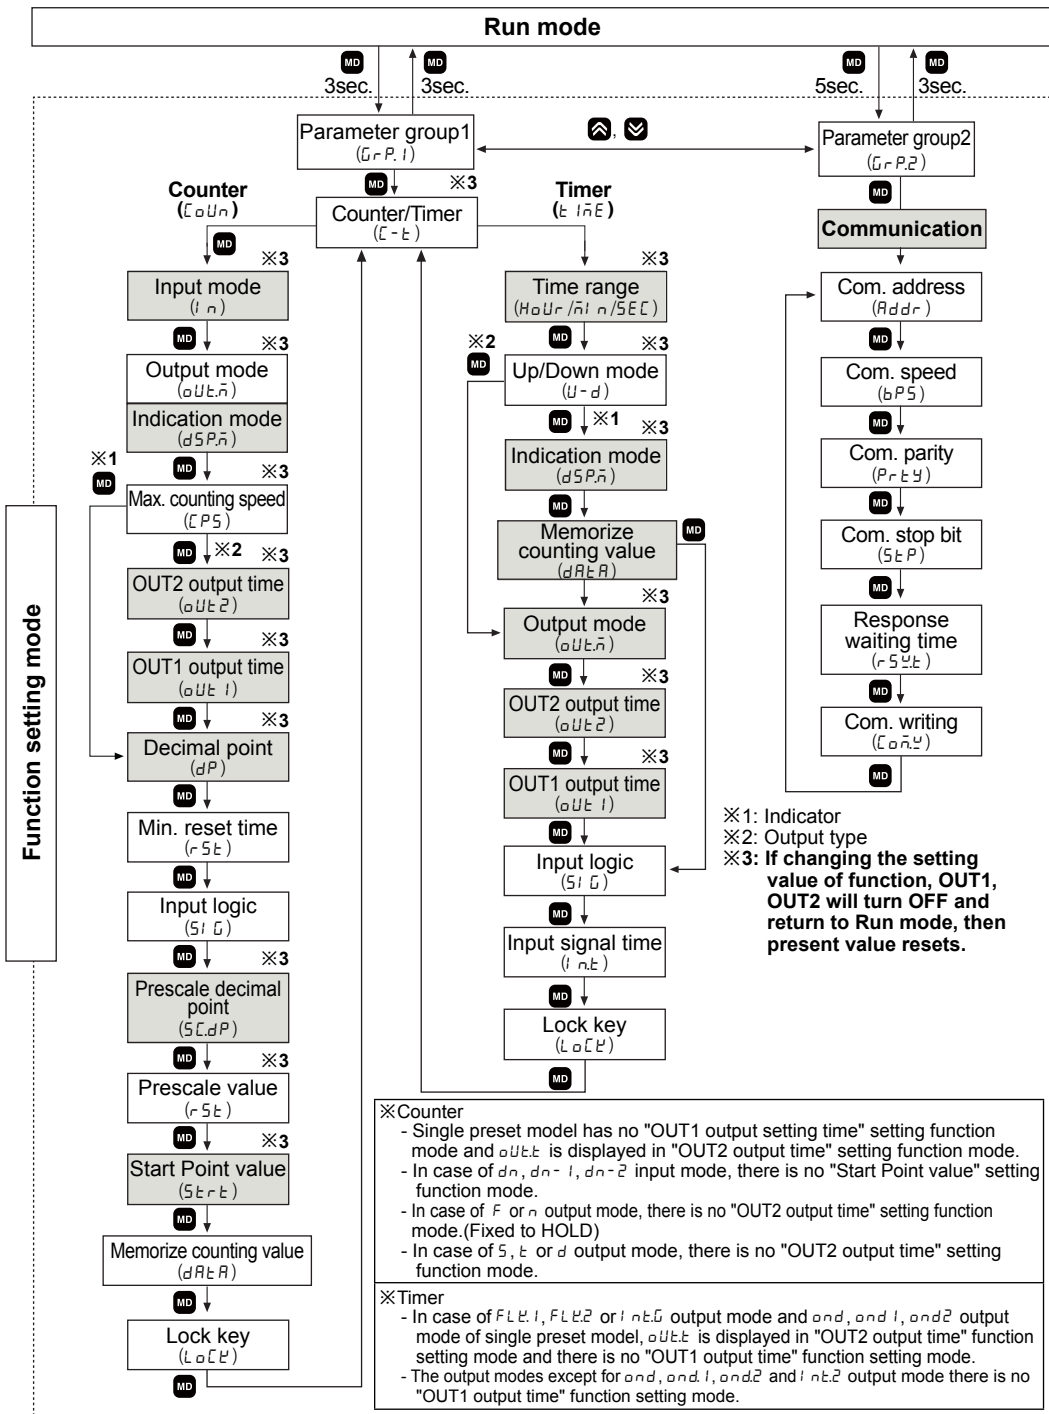 Run mode
MD
3sec.
MD
3sec.
MD
5sec.
MD
3sec.
Function setting mode
Parameter group1
(GrP.1)
,
Parameter group2
(GrP.2)
MD
※3
Counter/Timer
(C-t)
Counter
(CoUn)
MD
※3
Input mode
(In)
MD
※3
Output mode
(oUt.m)
Indication mode
(dSP.m)
※1
MD
MD
※3
Max. counting speed
(CPS)
MD
※2
※3
OUT2 output time
(oUt2)
MD
※3
OUT1 output time
(oUt1)
MD
※3
Decimal point
(dP)
MD
Min. reset time
(rSt)
MD
Input logic
(SIG)
MD
※3
Prescale decimal
point
(SC.dP)
MD
※3
Prescale value
(rSt)
MD
※3
Start Point value
(Strt)
MD
Memorize counting value
(dAtA)
MD
Lock key
(LoCK)
MD
Timer
(tImE)
※3
Time range
(HoUr/mIn/SEC)
※2
MD
MD
※3
Up/Down mode
(U-d)
MD
※1
※3
Indication mode
(dSP.m)
MD
Memorize
counting value
(dAtA)
MD
※3
Output mode
(oUt.m)
MD
※3
OUT2 output time
(oUt2)
MD
※3
OUT1 output time
(oUt1)
MD
Input logic
(SIG)
MD
Input signal time
(In.t)
MD
Lock key
(LoCK)
MD
MD
Communication
Com. address
(Addr)
MD
Com. speed
(bPS)
MD
Com. parity
(PrtY)
MD
Com. stop bit
(StP)
MD
Response
waiting time
(rSW.t)
MD
Com. writing
(Com.W)
MD
※1: Indicator
※2: Output type
※3: If changing the setting
value of function, OUT1,
OUT2 will turn OFF and
return to Run mode, then
present value resets.
※Counter
- Single preset model has no "OUT1 output setting time" setting function
mode and oUt.t is displayed in "OUT2 output time" setting function mode.
- In case of dn, dn-1, dn-2 input mode, there is no "Start Point value" setting
function mode.
- In case of F or n output mode, there is no "OUT2 output time" setting function
mode.(Fixed to HOLD)
- In case of S, t or d output mode, there is no "OUT2 output time" setting
function mode.
※Timer
- In case of FLK.1, FLK.2 or Int.G output mode and ond, ond1, ond2 output
mode of single preset model, oUt.t is displayed in "OUT2 output time" function
setting mode and there is no "OUT1 output time" function setting mode.
- The output modes except for ond, ond.1, ond.2 and Int.2 output mode there is no
"OUT1 output time" function setting mode.